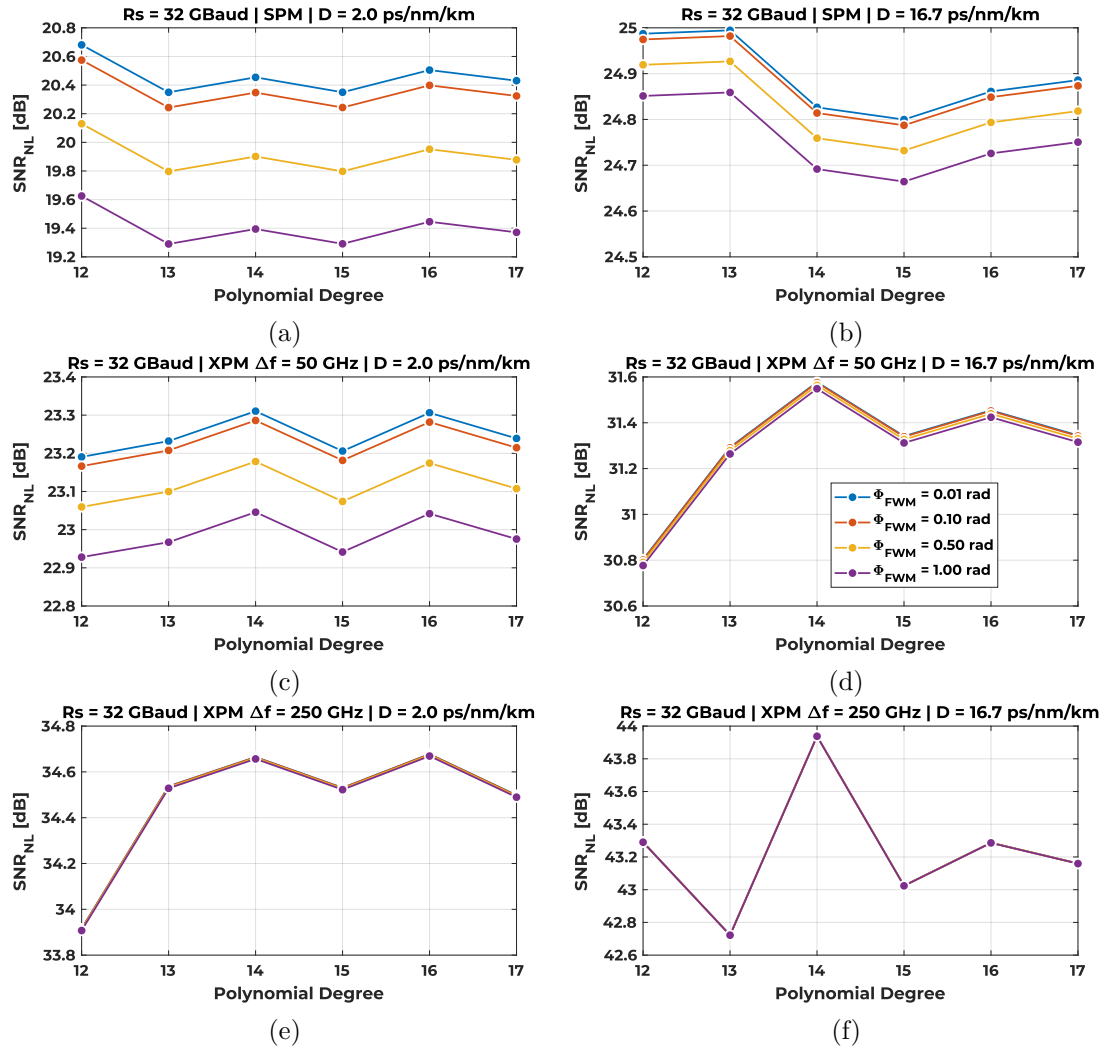 Rs = 32 GBaud | SPM | D = 2.0 ps/nm/km
20.8
20.6
20.4
20.2
20
19.8
19.6
19.4
19.2
SNR_NL [dB]
12 13 14 15 16 17
Polynomial Degree
(a)
Rs = 32 GBaud | SPM | D = 16.7 ps/nm/km
25
24.9
24.8
24.7
24.6
24.5
SNR_NL [dB]
12 13 14 15 16 17
Polynomial Degree
(b)
Rs = 32 GBaud | XPM Δf = 50 GHz | D = 2.0 ps/nm/km
23.4
23.3
23.2
23.1
23
22.9
22.8
SNR_NL [dB]
12 13 14 15 16 17
Polynomial Degree
(c)
Rs = 32 GBaud | XPM Δf = 50 GHz | D = 16.7 ps/nm/km
31.6
31.4
31.2
31
30.8
30.6
SNR_NL [dB]
Φ_FWM = 0.01 rad
Φ_FWM = 0.10 rad
Φ_FWM = 0.50 rad
Φ_FWM = 1.00 rad
12 13 14 15 16 17
Polynomial Degree
(d)
Rs = 32 GBaud | XPM Δf = 250 GHz | D = 2.0 ps/nm/km
34.8
34.6
34.4
34.2
34
33.8
SNR_NL [dB]
12 13 14 15 16 17
Polynomial Degree
(e)
Rs = 32 GBaud | XPM Δf = 250 GHz | D = 16.7 ps/nm/km
44
43.8
43.6
43.4
43.2
43
42.8
42.6
SNR_NL [dB]
12 13 14 15 16 17
Polynomial Degree
(f)